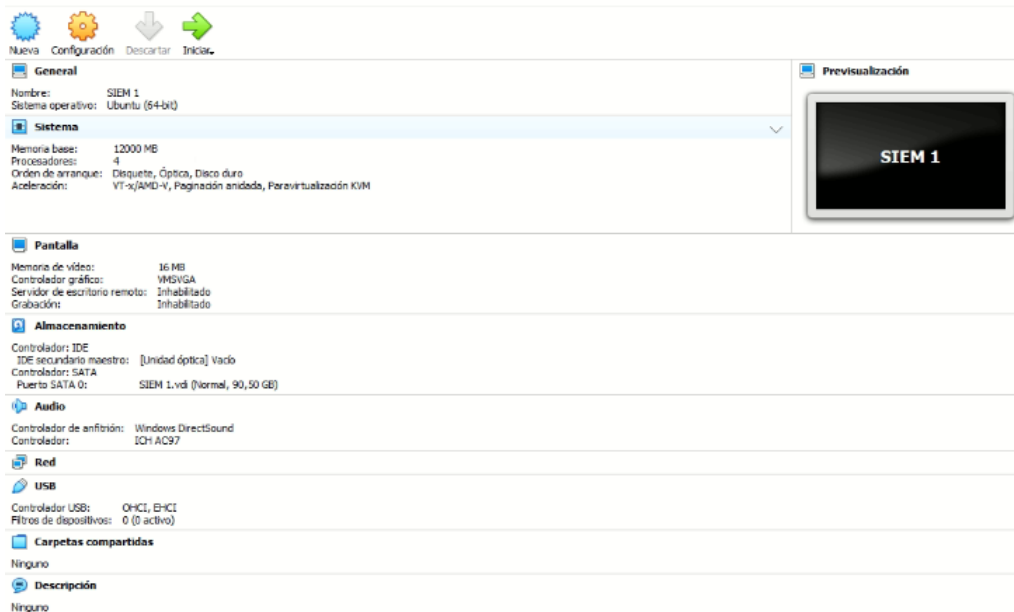 Nueva Configuración Descartar Iniciar
General
Nombre: SIEM 1
Sistema operativo: Ubuntu (64-bit)
Sistema
Memoria base: 12000 MB
Procesadores: 4
Orden de arranque: Disquete, Óptica, Disco duro
Aceleración: VT-x/AMD-V, Paginación anidada, Paravirtualización KVM
Previsualización
SIEM 1
Pantalla
Memoria de vídeo: 16 MB
Controlador gráfico: VMSVGA
Servidor de escritorio remoto: Inhabilitado
Grabación: Inhabilitado
Almacenamiento
Controlador: IDE
IDE secundario maestro: [Unidad óptica] Vacío
Controlador: SATA
Puerto SATA 0: SIEM 1.vdi (Normal, 90,50 GB)
Audio
Controlador de anfitrión: Windows DirectSound
Controlador: ICH AC97
Red
USB
Controlador USB: OHCI, EHCI
Filtros de dispositivos: 0 (0 activo)
Carpetas compartidas
Ninguno
Descripción
Ninguno